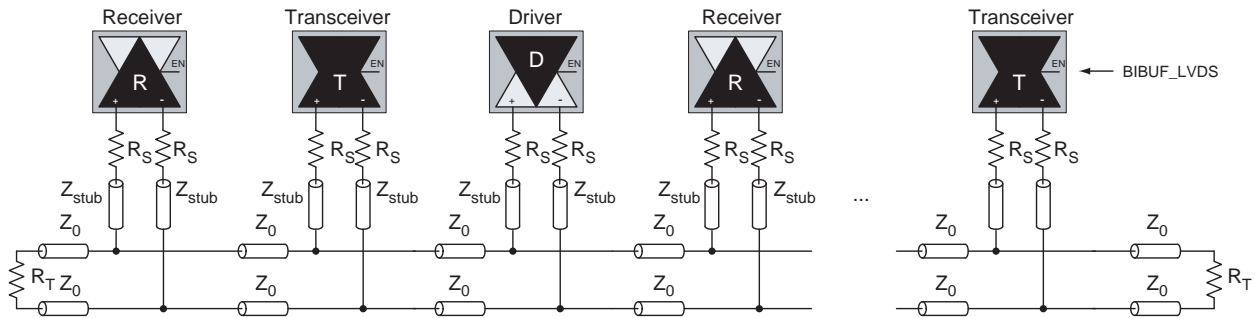 Receiver Transceiver Driver Receiver Transceiver
EN EN EN EN EN
R T D R T BIBUF_LVDS
+ - + - + - + - + -
RS RS RS RS RS RS RS RS RS RS
Zstub Zstub Zstub Zstub Zstub Zstub Zstub Zstub ...
Z0 Z0 Z0 Z0 Z0 Z0
RT RT
Z0 Z0 Z0 Z0 Z0 Z0